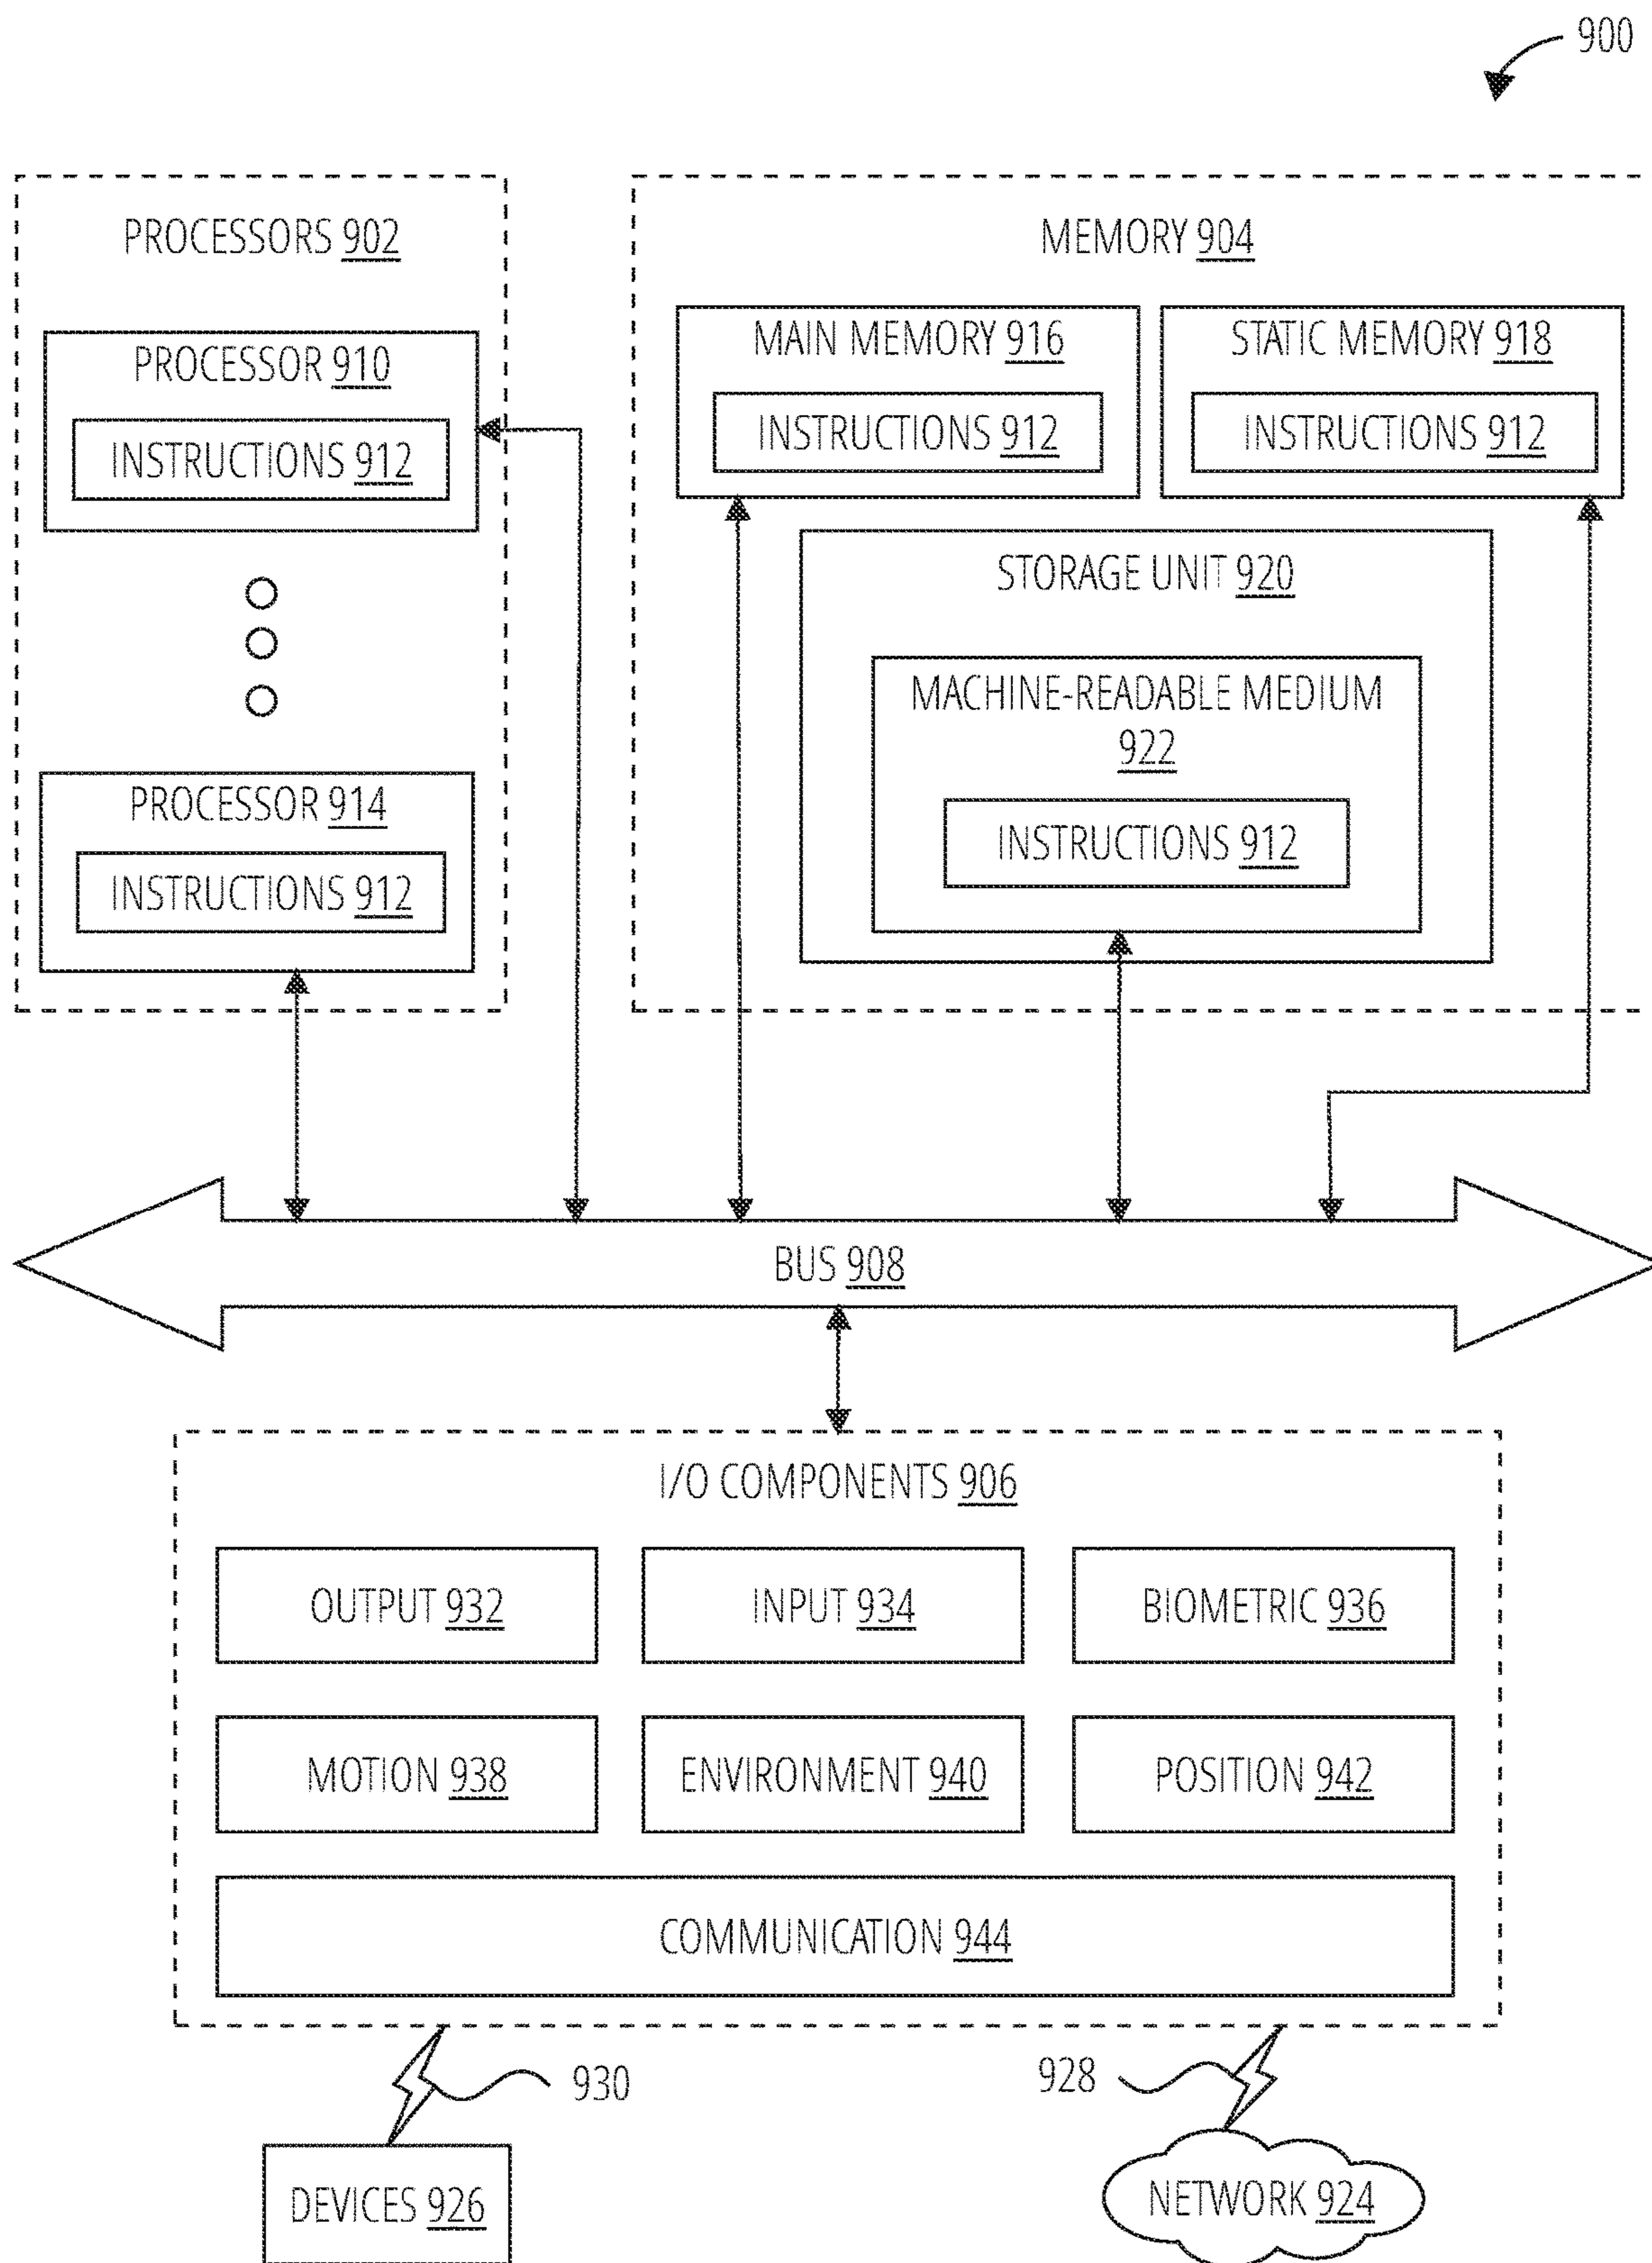 900
PROCESSORS 902
PROCESSOR 910
INSTRUCTIONS 912
PROCESSOR 914
INSTRUCTIONS 912
MEMORY 904
MAIN MEMORY 916
INSTRUCTIONS 912
STATIC MEMORY 918
INSTRUCTIONS 912
STORAGE UNIT 920
MACHINE-READABLE MEDIUM
922
INSTRUCTIONS 912
BUS 908
I/O COMPONENTS 906
OUTPUT 932
INPUT 934
BIOMETRIC 936
MOTION 938
ENVIRONMENT 940
POSITION 942
COMMUNICATION 944
930
928
DEVICES 926
NETWORK 924